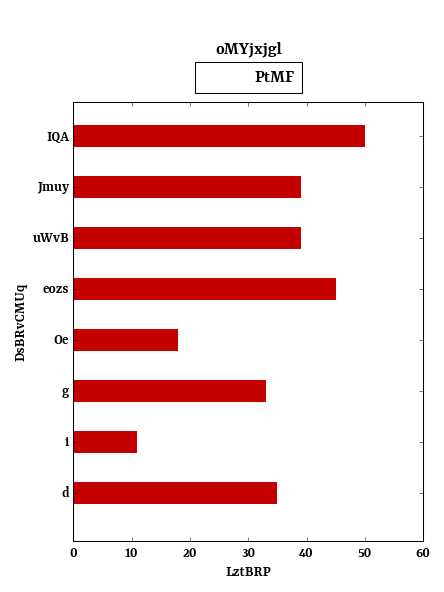 oMYjxjgl
PtMF
IQA
Jmuy
uWvB
eozs
Oe
g
i
d
DsBRvCMUq
0 10 20 30 40 50 60
LztBRP